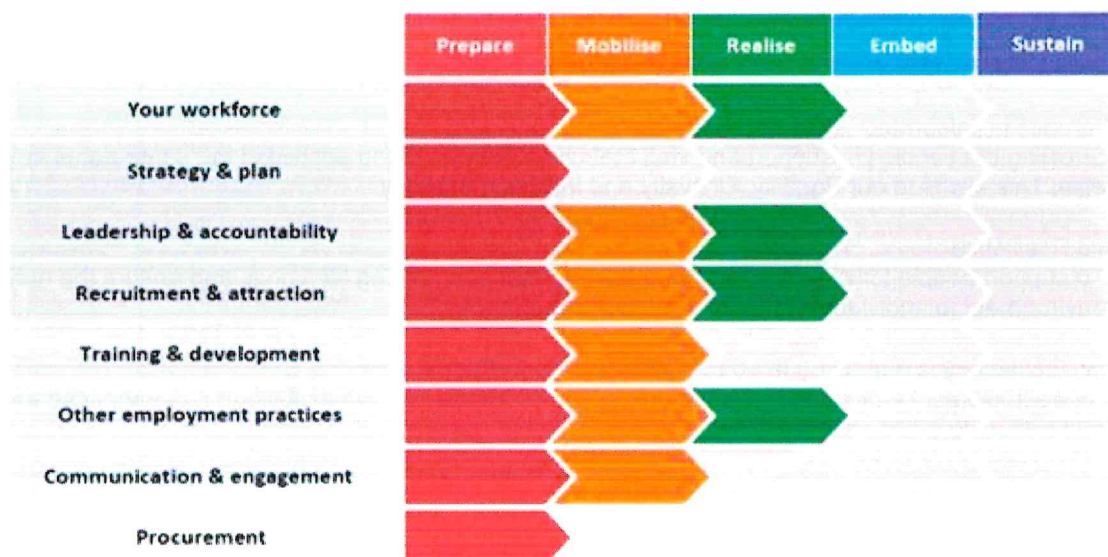 Prepare Mobilise Realise Embed Sustain
Your workforce
Strategy & plan
Leadership & accountability
Recruitment & attraction
Training & development
Other employment practices
Communication & engagement
Procurement